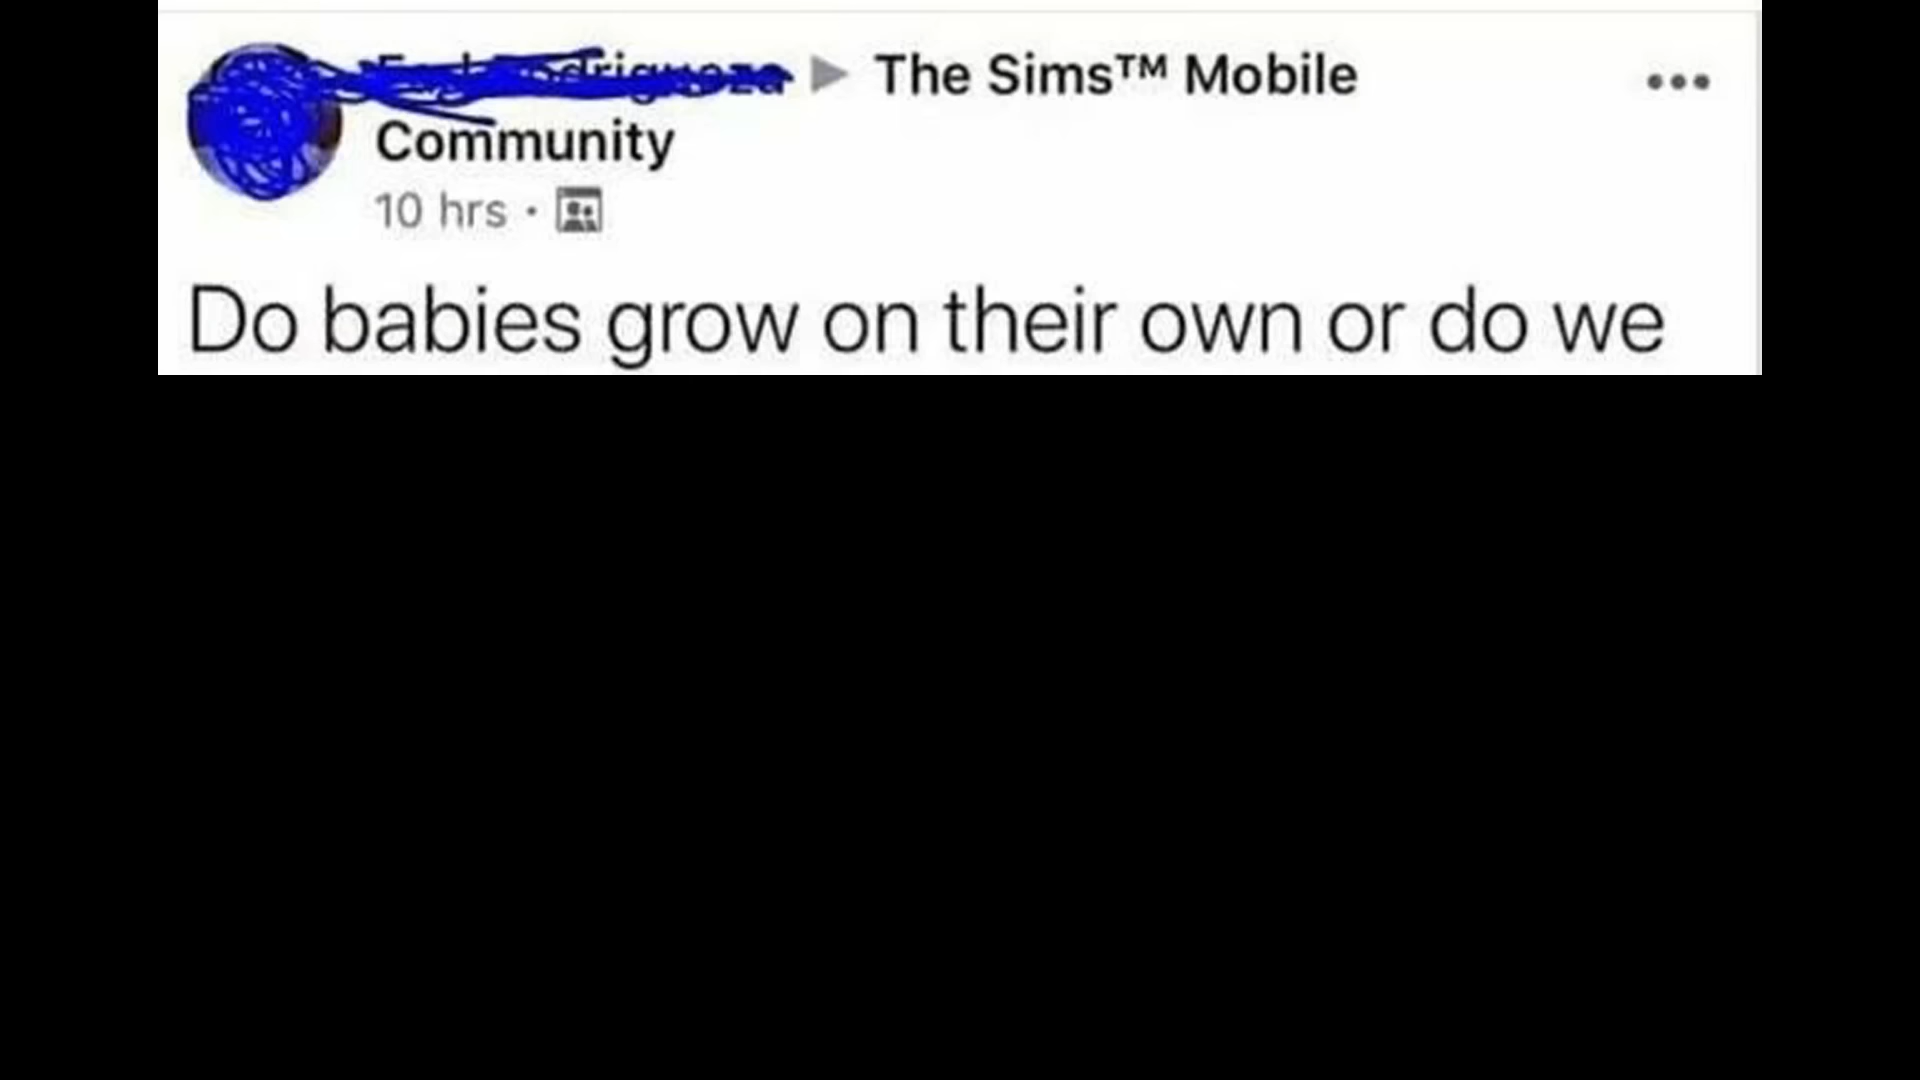 The Sims™ Mobile
Community
10 hrs ·
Do babies grow on their own or do we